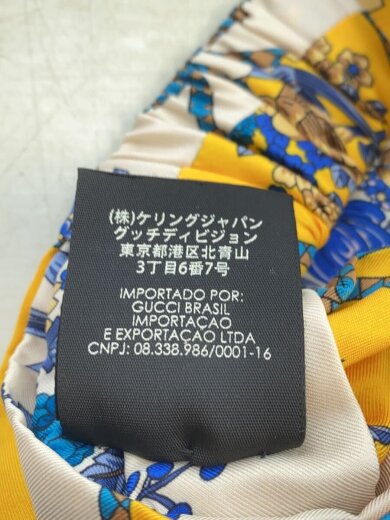 (株)ケリングジャパン
グッチディビジョン
東京都港区北青山
3丁目6番7号
IMPORTADO POR:
GUCCI BRASIL
IMPORTACAO
E EXPORTACAO LTDA
CNPJ: 08.338.986/0001-16